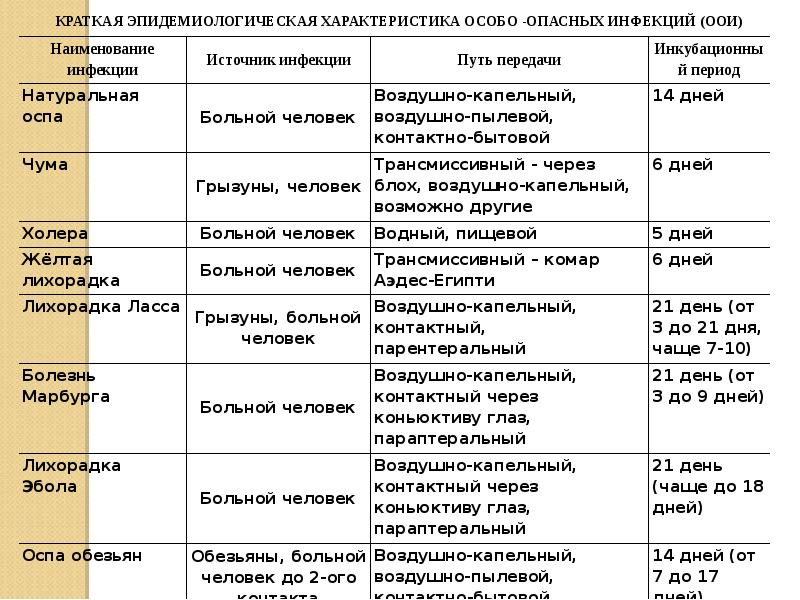 КРАТКАЯ ЭПИДЕМИОЛОГИЧЕСКАЯ ХАРАКТЕРИСТИКА ОСОБО -ОПАСНЫХ ИНФЕКЦИЙ (ООИ)
Наименование
инфекции
Источник инфекции
Путь передачи
Инкубационны
й период
Натуральная
оспа
Больной человек
Воздушно-капельный,
воздушно-пылевой,
контактно-бытовой
14 дней
Чума
Грызуны, человек
Трансмиссивный - через
блох, воздушно-капельный,
возможно другие
6 дней
Холера
Больной человек
Водный, пищевой
5 дней
Жёлтая
лихорадка
Больной человек
Трансмиссивный – комар
Аэдес-Египти
6 дней
Лихорадка Ласса
Грызуны, больной
человек
Воздушно-капельный,
контактный,
парентеральный
21 день (от
3 до 21 дня,
чаще 7-10)
Болезнь
Марбурга
Больной человек
Воздушно-капельный,
контактный через
коньюктиву глаз,
параптеральный
21 день (от
3 до 9 дней)
Лихорадка
Эбола
Больной человек
Воздушно-капельный,
контактный через
коньюктиву глаз,
параптеральный
21 день
(чаще до 18
дней)
Оспа обезьян
Обезьяны, больной
человек до 2-ого
контакта
Воздушно-капельный,
воздушно-пылевой,
контактно-бытовой
14 дней (от
7 до 17
дней)